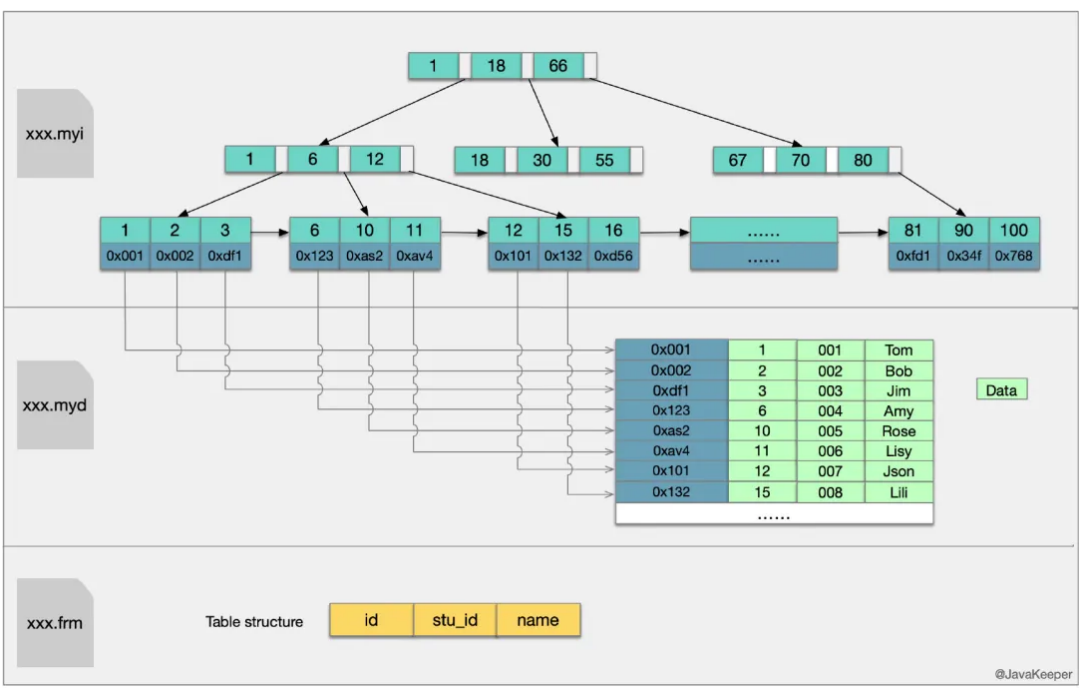 1 18 66
xxx.myi
1 6 12 18 30 55 67 70 80
1 2 3 6 10 11 12 15 16 ...... 81 90 100
0x001 0x002 0xdf1 0x123 0xas2 0xav4 0x101 0x132 0xd56 ...... 0xfd1 0x34f 0x768
0x001 1 001 Tom
0x002 2 002 Bob
0xdf1 3 003 Jim
xxx.myd
Data
0x123 6 004 Amy
0xas2 10 005 Rose
0xav4 11 006 Lisy
0x101 12 007 Json
0x132 15 008 Lili
......
xxx.frm
Table structure id stu_id name
@JavaKeeper